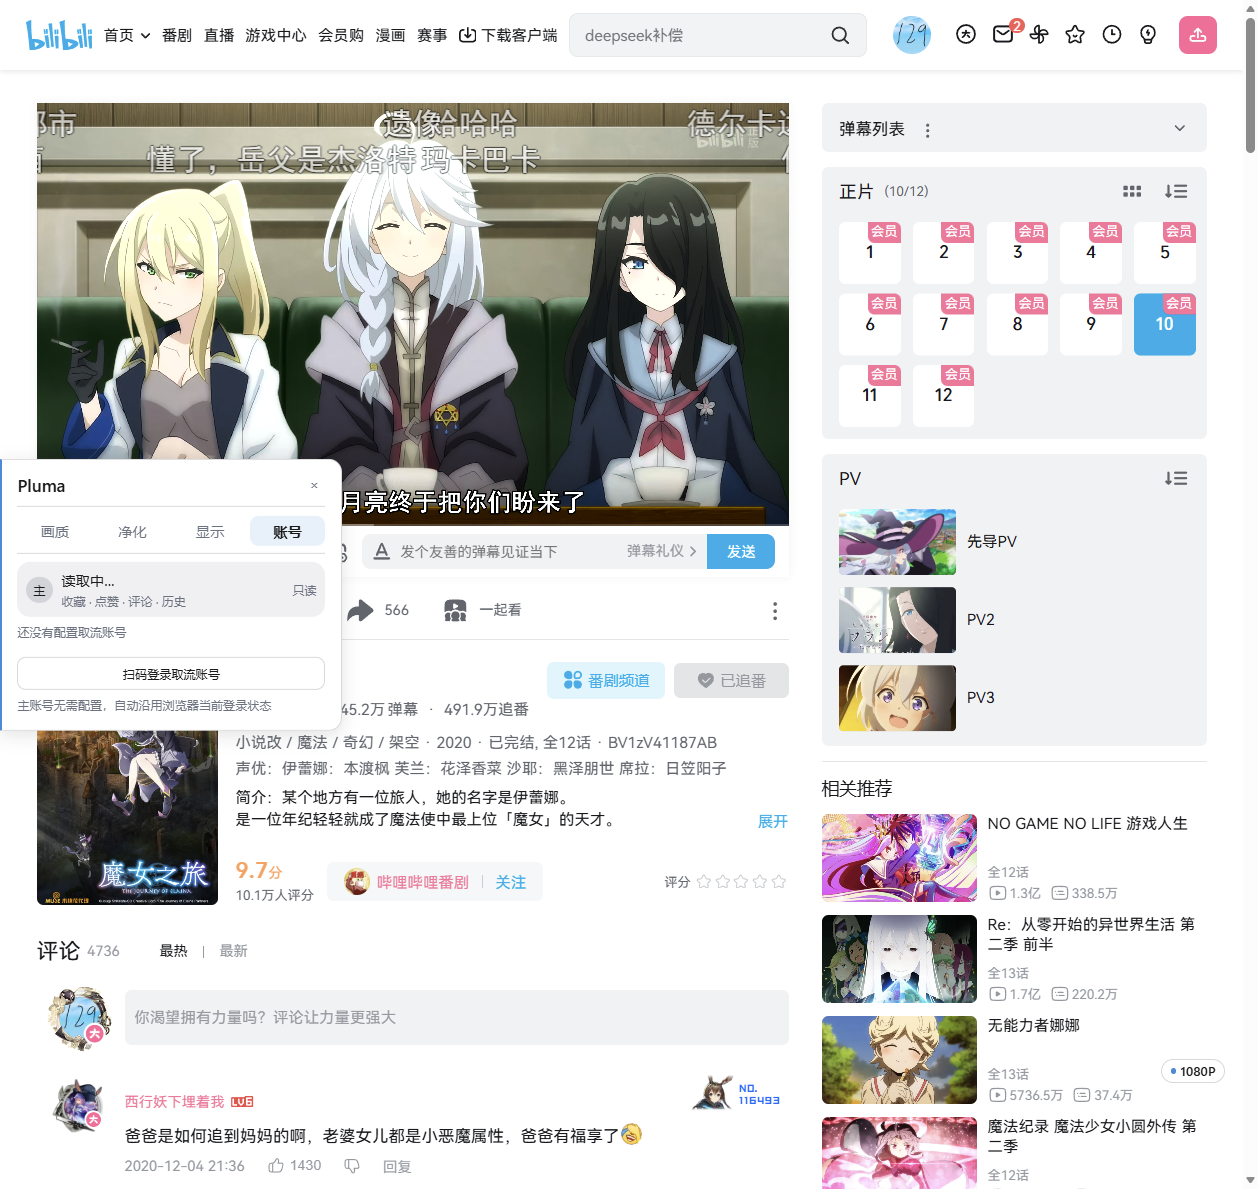 bilibili
首页 番剧 直播 游戏中心 会员购 漫画 赛事 下载客户端
deepseek补偿
129
2
遗像哈哈哈
德尔卡
懂了，岳父是杰洛特玛卡巴卡
bilibili
月亮终于把你们盼来了
发个友善的弹幕见证当下
弹幕礼仪
发送
Pluma ×
画质 净化 显示 账号
主
读取中...
收藏 · 点赞 · 评论 · 历史
只读
还没有配置取流账号
扫码登录取流账号
主账号无需配置，自动沿用浏览器当前登录状态
566 一起看
番剧频道 已追番
45.2万 弹幕 · 491.9万追番
小说改 / 魔法 / 奇幻 / 架空 · 2020 · 已完结, 全12话 · BV1zV41187AB
声优：伊蕾娜：本渡枫 芙兰：花泽香菜 沙耶：黑泽朋世 席拉：日笠阳子
简介：某个地方有一位旅人，她的名字是伊蕾娜。
是一位年纪轻轻就成了魔法使中最上位「魔女」的天才。
展开
魔女之旅
THE JOURNEY OF ELAINA
9.7分
10.1万人评分
哔哩哔哩番剧 关注
评分
评论 4736 最热 | 最新
你渴望拥有力量吗？评论让力量更强大
西行妖下埋着我 LV6
NO.
116493
爸爸是如何追到妈妈的啊，老婆女儿都是小恶魔属性，爸爸有福享了
2020-12-04 21:36 1430 回复
弹幕列表
正片 (10/12)
会员 会员 会员 会员 会员
1 2 3 4 5
会员 会员 会员 会员 会员
6 7 8 9 10
会员 会员
11 12
PV
先导PV
PV2
PV3
相关推荐
NO GAME NO LIFE 游戏人生
全12话
1.3亿 338.5万
Re：从零开始的异世界生活 第
二季 前半
全13话
1.7亿 220.2万
无能力者娜娜
全13话
5736.5万 37.4万
1080P
魔法纪录 魔法少女小圆外传 第
二季
全12话